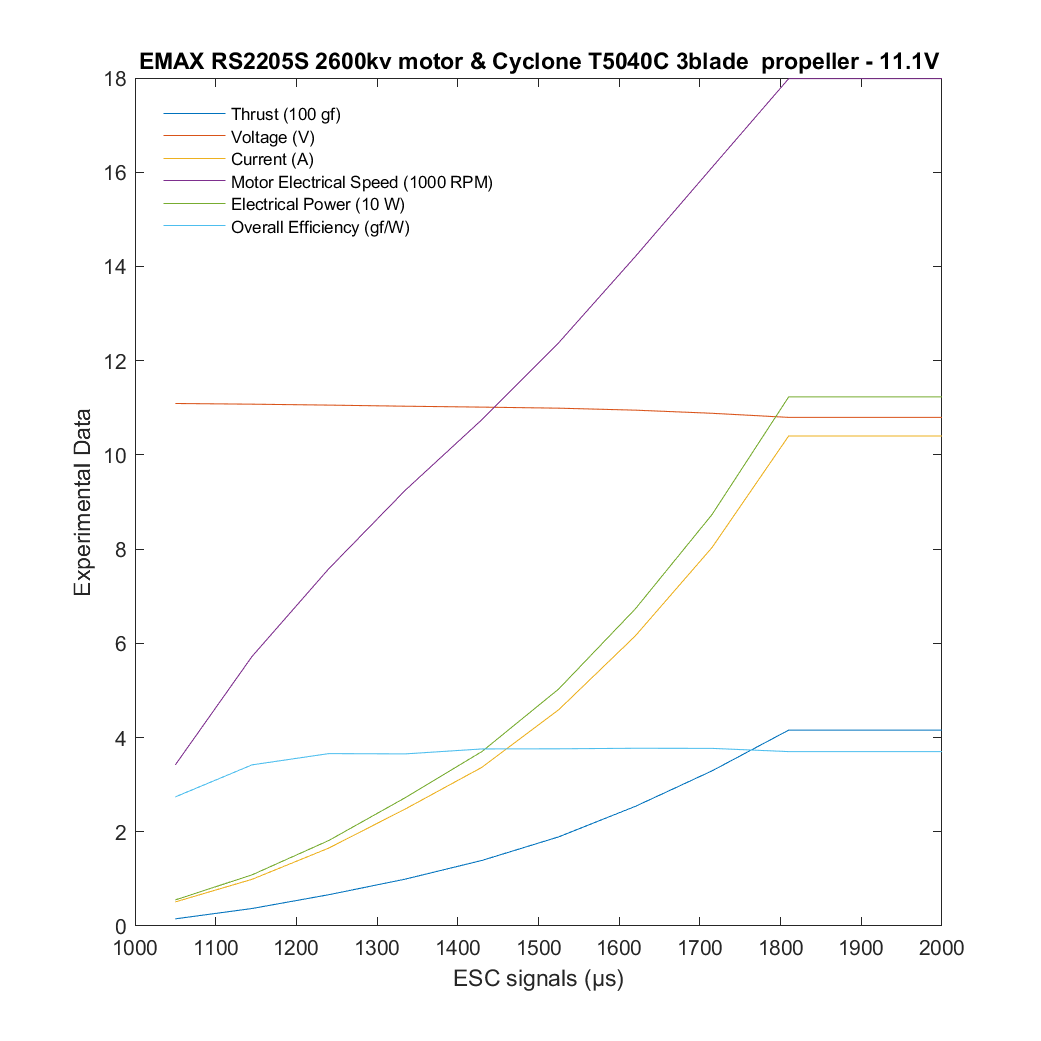 EMAX RS2205S 2600kv motor & Cyclone T5040C 3blade  propeller - 11.1V
18
16
14
12
10
8
6
4
2
0
Experimental Data
Thrust (100 gf)
Voltage (V)
Current (A)
Motor Electrical Speed (1000 RPM)
Electrical Power (10 W)
Overall Efficiency (gf/W)
1000 1100 1200 1300 1400 1500 1600 1700 1800 1900 2000
ESC signals (μs)